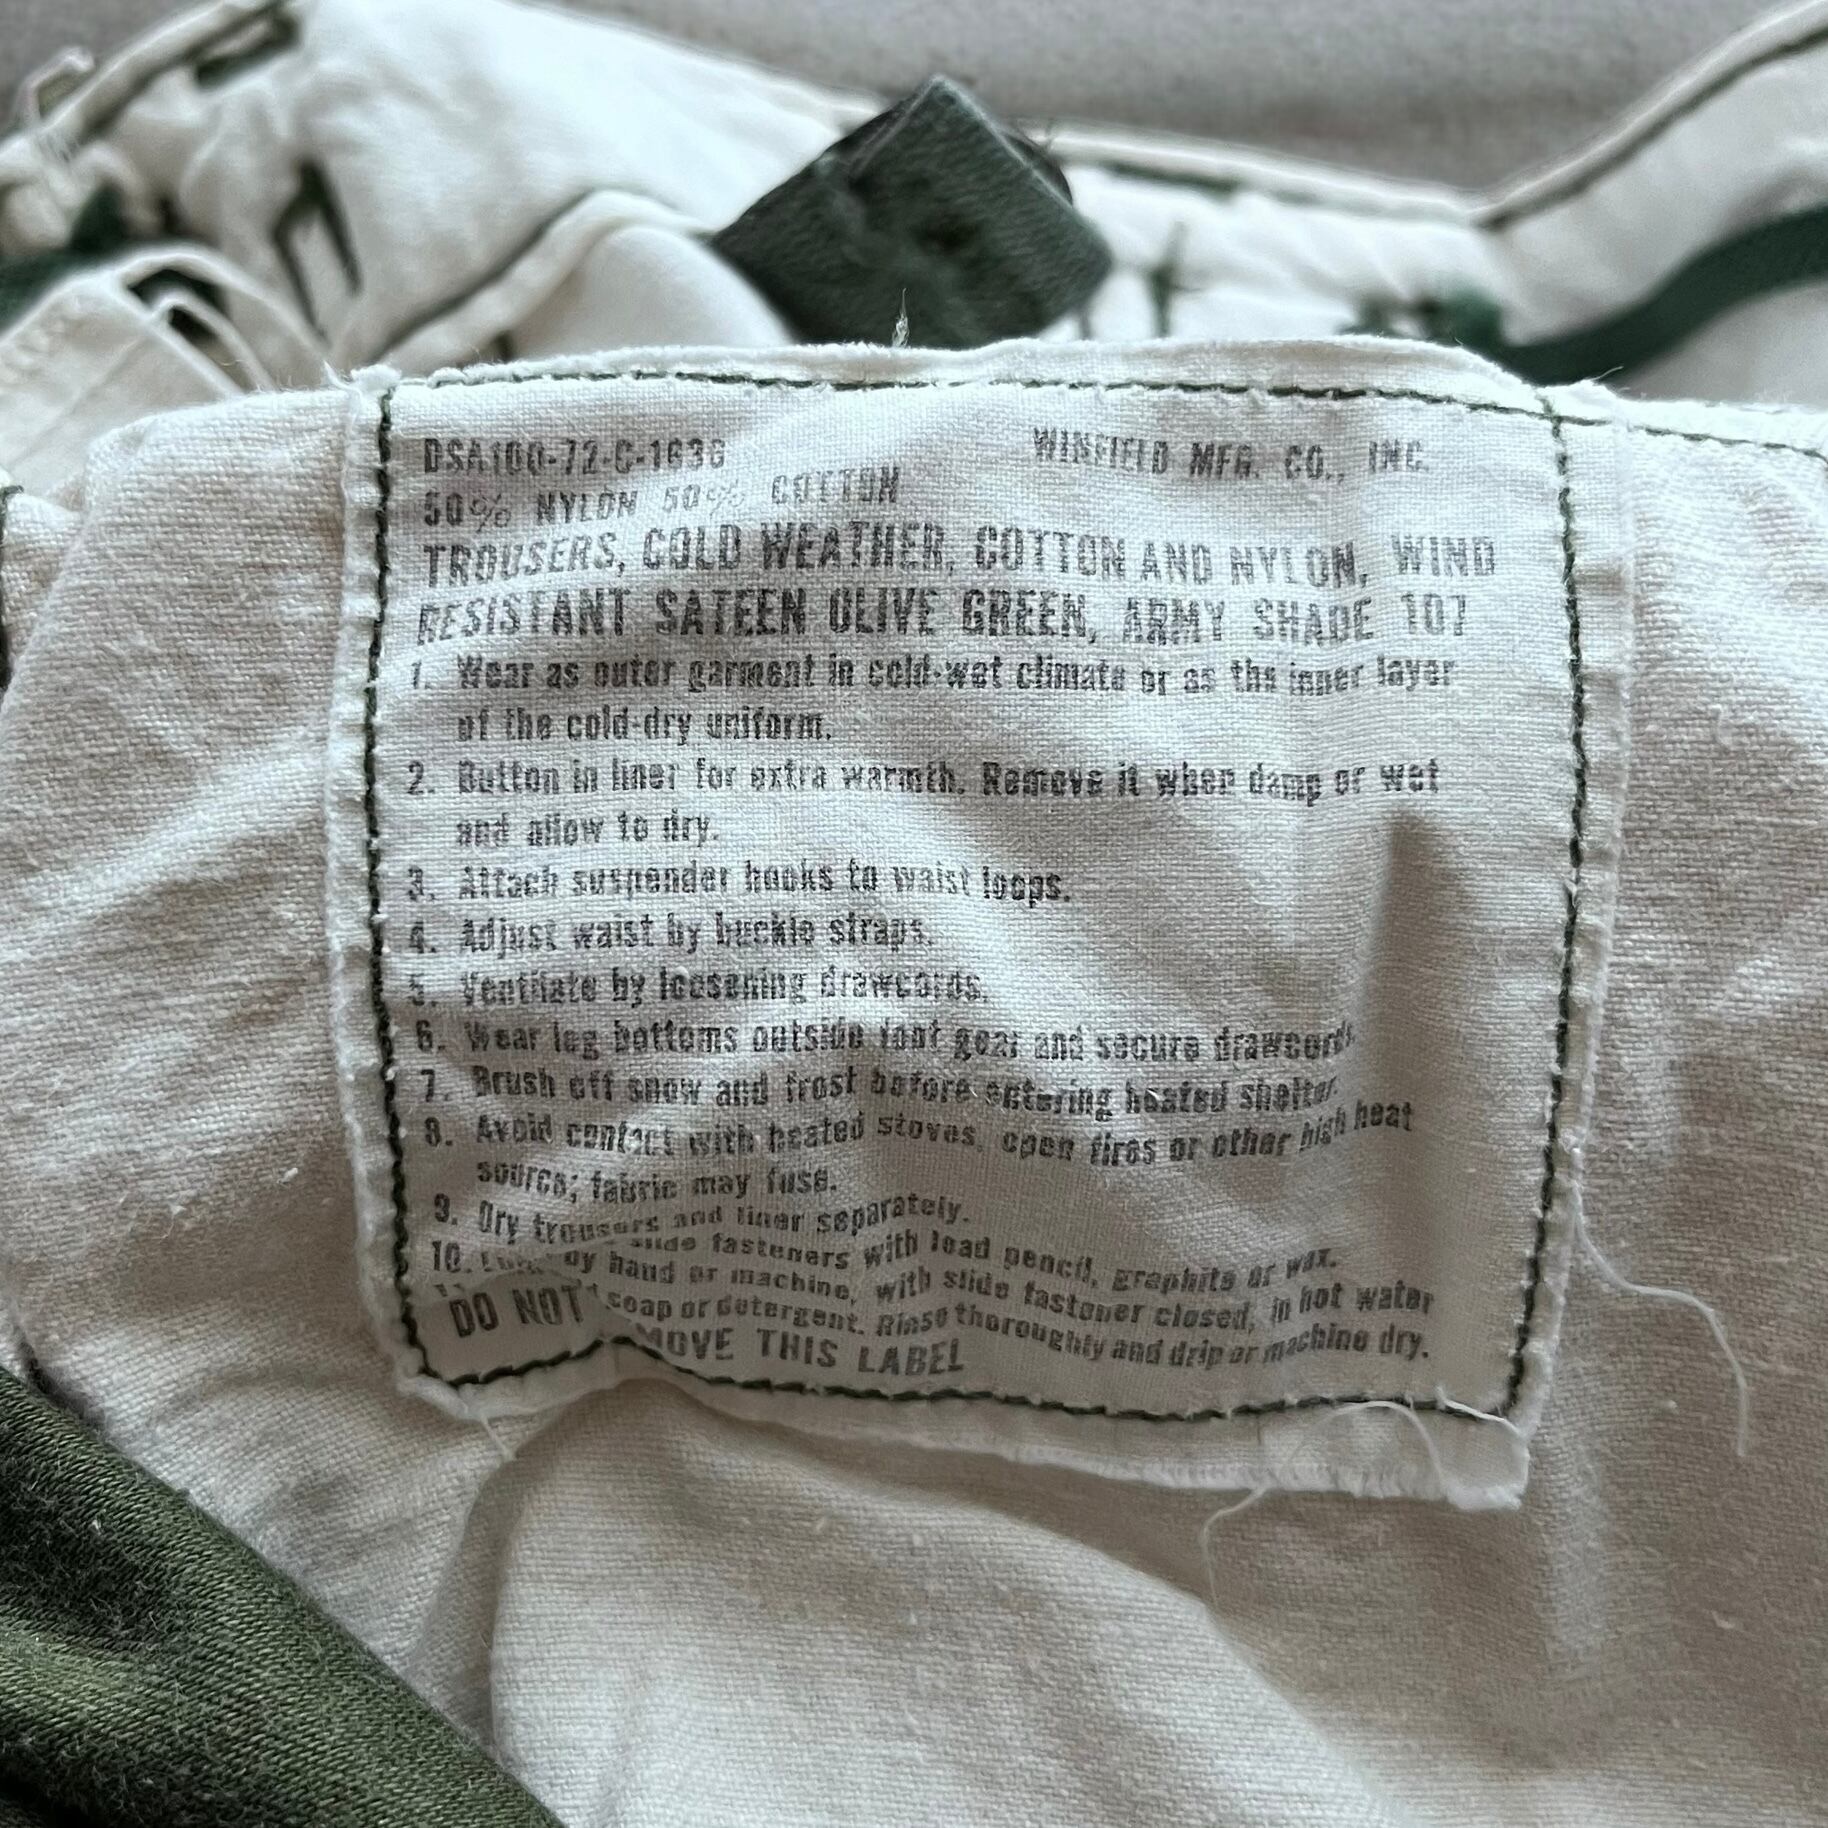 DSA100-72-C-1636
WINFIELD MFG. CO., INC.
50% NYLON 50% COTTON
TROUSERS, COLD WEATHER, COTTON AND NYLON, WIND
RESISTANT SATEEN OLIVE GREEN, ARMY SHADE 107
1. Wear as outer garment in cold-wet climate or as the inner layer
of the cold-dry uniform.
2. Button in liner for extra warmth. Remove it when damp or wet
and allow to dry.
3. Attach suspender hooks to waist loops.
4. Adjust waist by buckle straps.
5. Ventilate by loosening drawcords.
6. Wear leg bottoms outside foot gear and secure drawcords.
7. Brush off snow and frost before entering heated shelter.
8. Avoid contact with heated stoves, open fires or other high heat
source; fabric may fuse.
9. Dry trousers and liner separately.
10. slide fasteners with lead pencil, graphite or wax.
by hand or machine, with slide fastener closed, in hot water
soap or detergent. Rinse thoroughly and drip or machine dry.
DO NOT MOVE THIS LABEL